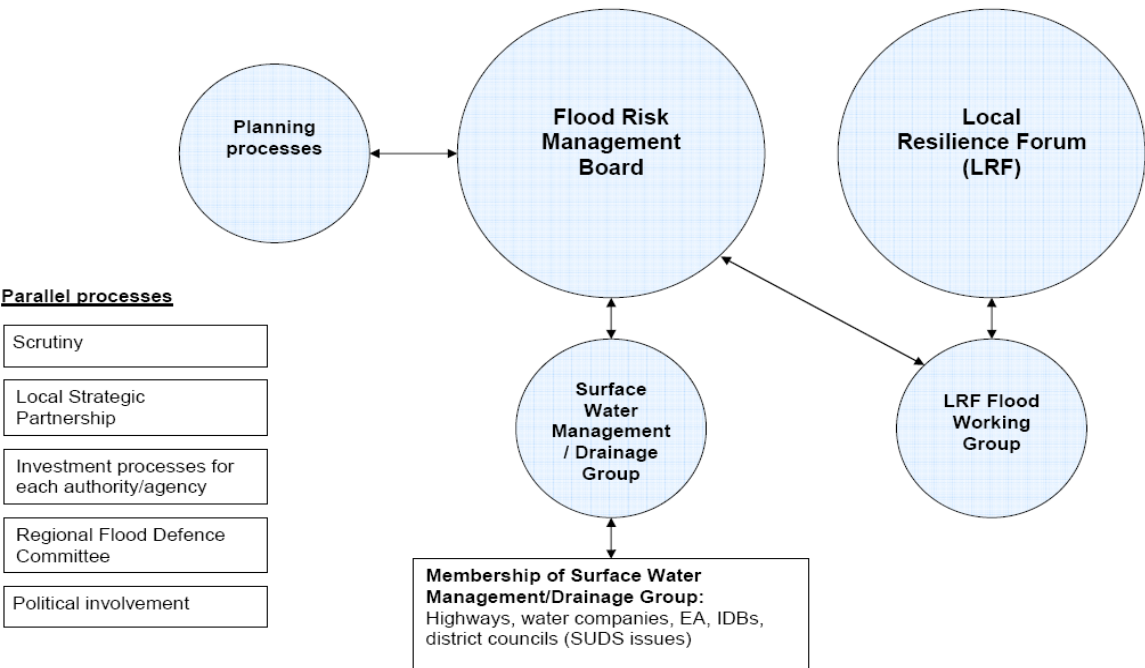 Planning
processes
Flood Risk
Management
Board
Local
Resilience Forum
(LRF)
Parallel processes
Scrutiny
Local Strategic
Partnership
Investment processes for
each authority/agency
Regional Flood Defence
Committee
Political involvement
Surface
Water
Management
/ Drainage
Group
LRF Flood
Working
Group
Membership of Surface Water
Management/Drainage Group:
Highways, water companies, EA, IDBs,
district councils (SUDS issues)